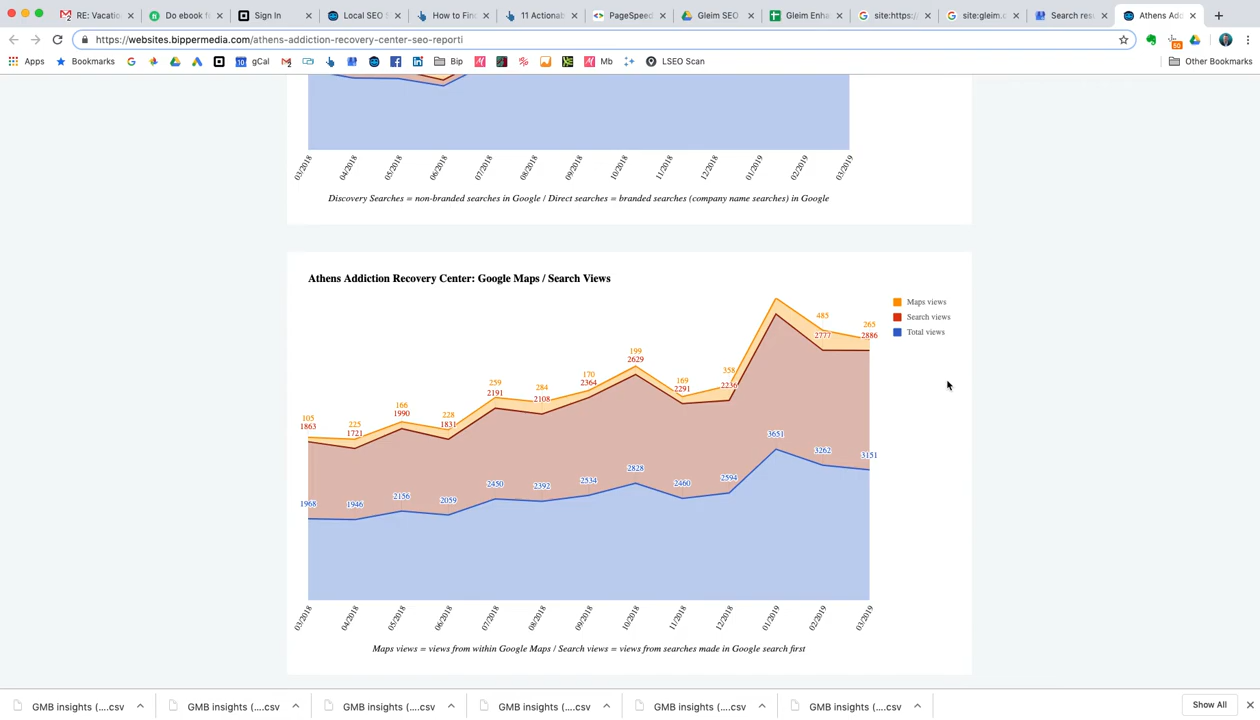 RE: Vacatio
Do ebook fo
Sign In
Local SEO S
How to Find
11 Actionab
PageSpeed
Gleim SEO
Gleim Enha
site:https:/
site:gleim.c
Search resu
Athens Add
https://websites.bippermedia.com/athens-addiction-recovery-center-seo-reporti
50
Apps
Bookmarks
10
gCal
Bip
Mb
LSEO Scan
Other Bookmarks
03/2018 04/2018 05/2018 06/2018 07/2018 08/2018 09/2018 10/2018 11/2018 12/2018 01/2019 02/2019 03/2019
Discovery Searches = non-branded searches in Google / Direct searches = branded searches (company name searches) in Google
Athens Addiction Recovery Center: Google Maps / Search Views
Maps views
Search views
Total views
105 225 166 228 259 284 170 199 169 358 485 265
1863 1721 1990 1831 2191 2108 2364 2629 2291 2236 2777 2886
1968 1946 2156 2059 2450 2392 2534 2828 2460 2594 3651 3262 3151
03/2018 04/2018 05/2018 06/2018 07/2018 08/2018 09/2018 10/2018 11/2018 12/2018 01/2019 02/2019 03/2019
Maps views = views from within Google Maps / Search views = views from searches made in Google search first
GMB insights (....csv
GMB insights (....csv
GMB insights (....csv
GMB insights (....csv
GMB insights (....csv
GMB insights (....csv
Show All